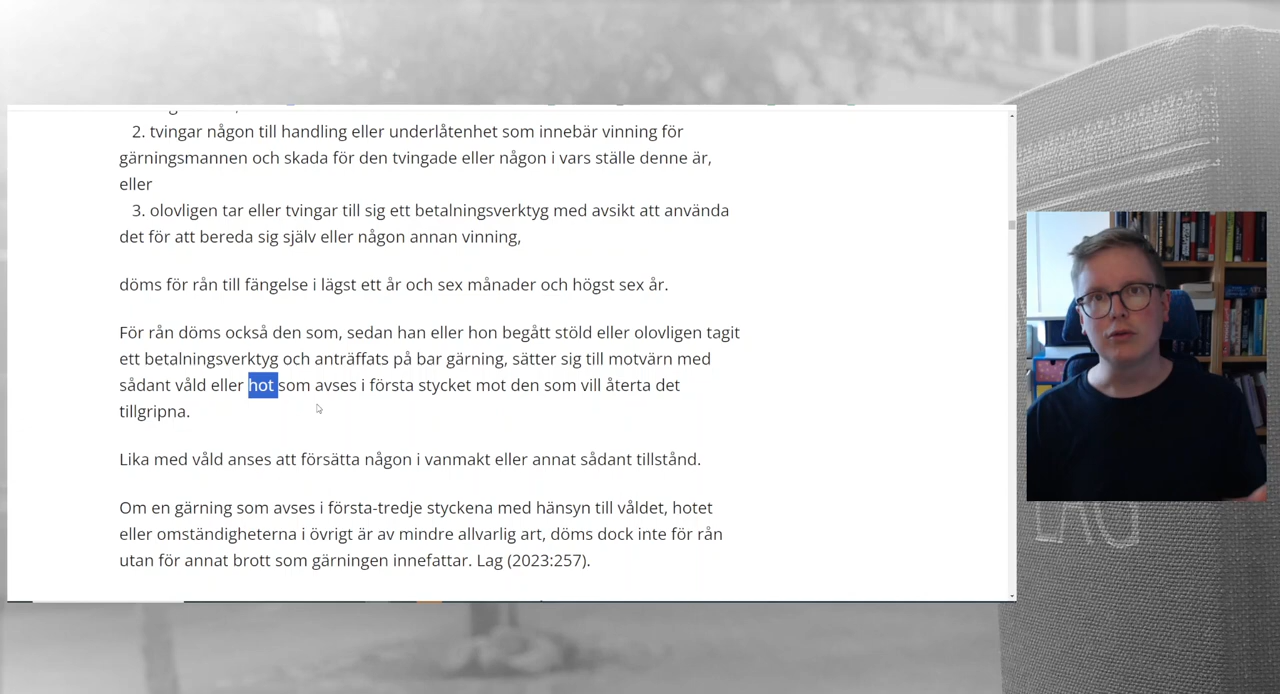 2. tvingar någon till handling eller underlåtenhet som innebär vinning för
gärningsmannen och skada för den tvingade eller någon i vars ställe denne är,
eller
3. olovligen tar eller tvingar till sig ett betalningsverktyg med avsikt att använda
det för att bereda sig själv eller någon annan vinning,
döms för rån till fängelse i lägst ett år och sex månader och högst sex år.
För rån döms också den som, sedan han eller hon begått stöld eller olovligen tagit
ett betalningsverktyg och anträffats på bar gärning, sätter sig till motvärn med
sådant våld eller hot som avses i första stycket mot den som vill återta det
tillgripna.
Lika med våld anses att försätta någon i vanmakt eller annat sådant tillstånd.
Om en gärning som avses i första-tredje styckena med hänsyn till våldet, hotet
eller omständigheterna i övrigt är av mindre allvarlig art, döms dock inte för rån
utan för annat brott som gärningen innefattar. Lag (2023:257).
LAG